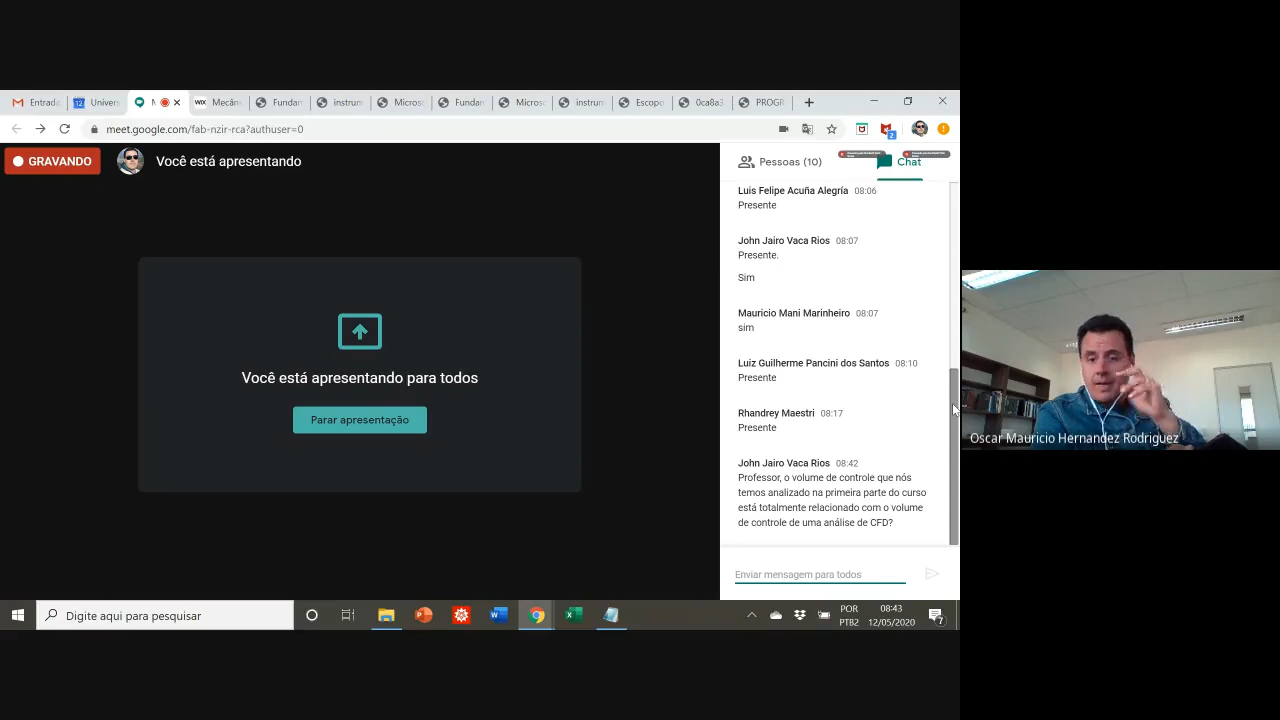 Entrada
Univers
M
WIX Mecân
Fundam
instrum
Micros
Fundam
Micros
instrum
Escopo
0ca8a3
PROGR
meet.google.com/fab-nzir-rca?authuser=0
2
GRAVANDO
Você está apresentando
Pessoas (10)
Chat
Luis Felipe Acuña Alegría 08:06
Presente
John Jairo Vaca Rios 08:07
Presente.
Sim
Mauricio Mani Marinheiro 08:07
sim
Luiz Guilherme Pancini dos Santos 08:10
Presente
Rhandrey Maestri 08:17
Presente
John Jairo Vaca Rios 08:42
Professor, o volume de controle que nós
temos analizado na primeira parte do curso
está totalmente relacionado com o volume
de controle de uma análise de CFD?
Enviar mensagem para todos
Você está apresentando para todos
Parar apresentação
Oscar Mauricio Hernandez Rodriguez
Digite aqui para pesquisar
POR
PTB2
08:43
12/05/2020
7